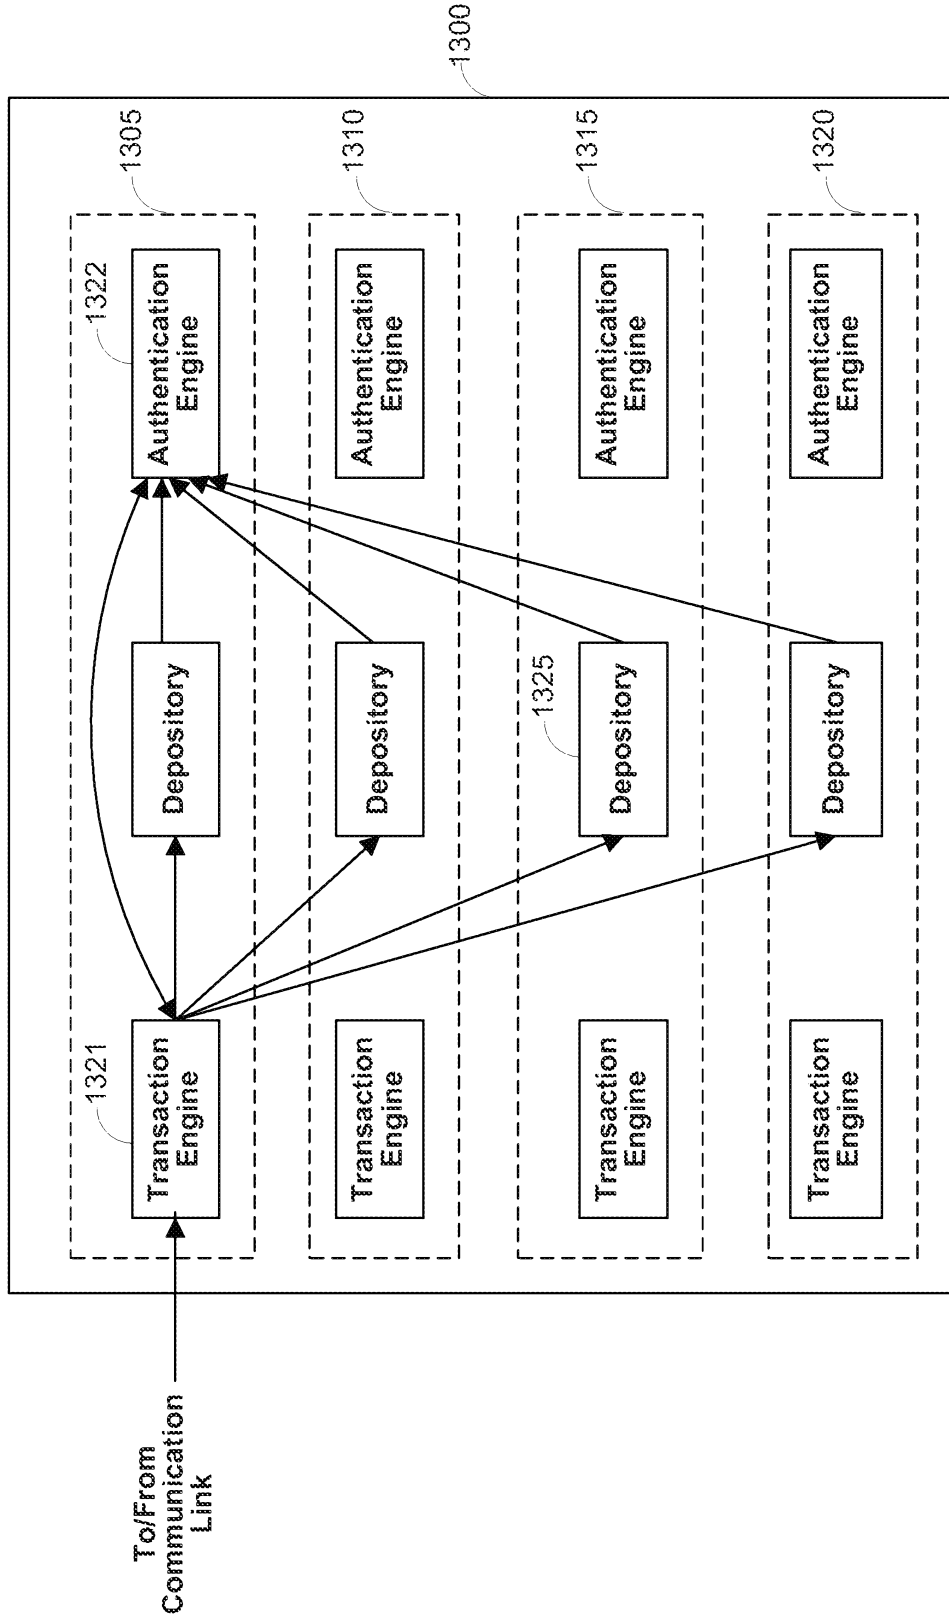 1300
1305
1322
Authentication
Engine
Depository
1321
Transaction
Engine
To/From
Communication
Link
1310
Authentication
Engine
Depository
Transaction
Engine
1315
Authentication
Engine
1325
Depository
Transaction
Engine
1320
Authentication
Engine
Depository
Transaction
Engine